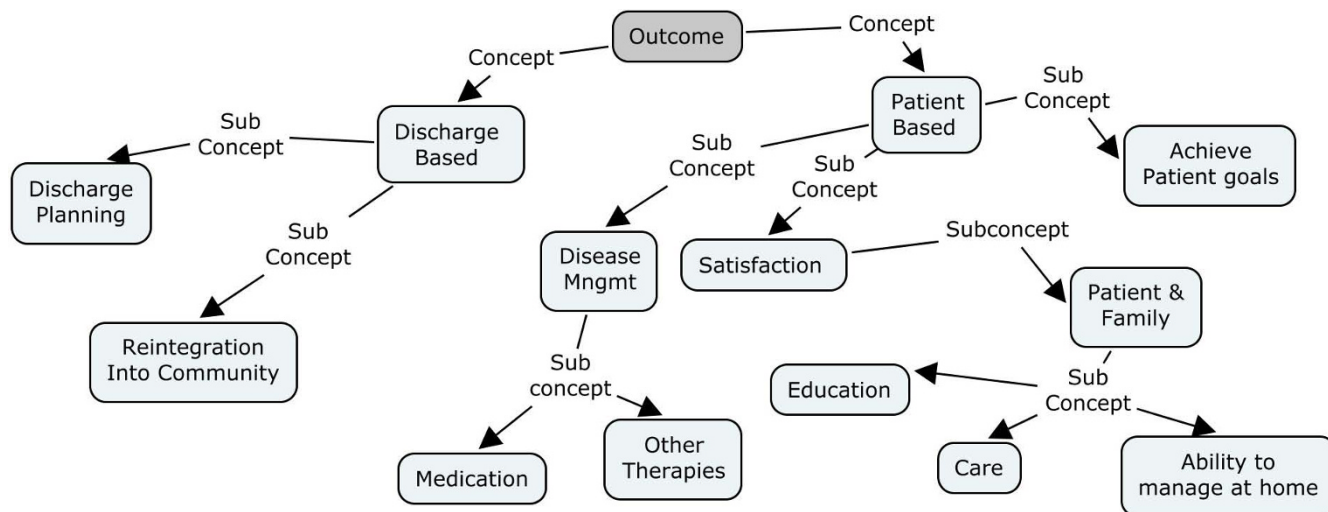 Outcome
Concept
Concept
Discharge
Based
Patient
Based
Sub
Concept
Sub
Concept
Discharge
Planning
Sub
Concept
Reintegration
Into Community
Sub
Concept
Sub
Concept
Achieve
Patient goals
Disease
Mngmt
Satisfaction
Subconcept
Patient &
Family
Sub
concept
Medication
Other
Therapies
Sub
Concept
Education
Care
Ability to
manage at home